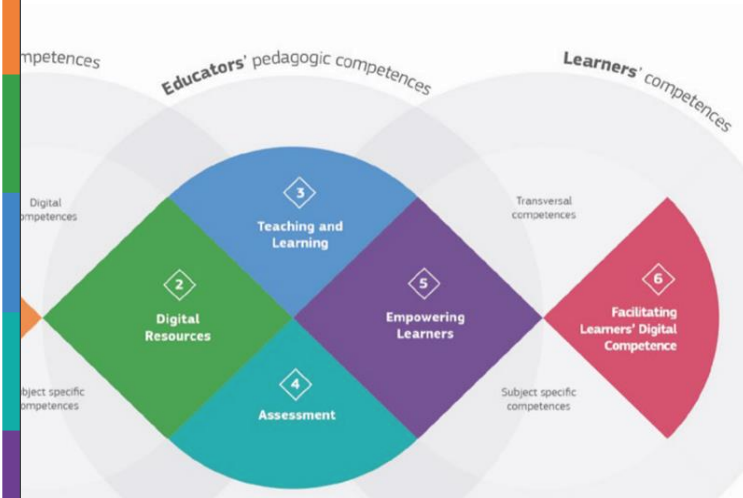 mpetences
Educators' pedagogic competences
Learners' competences
Digital
ompetences
3
Teaching and
Learning
Transversal
competences
2
Digital
Resources
5
Empowering
Learners
6
Facilitating
Learners' Digital
Competence
bject specific
ompetences
4
Assessment
Subject specific
competences